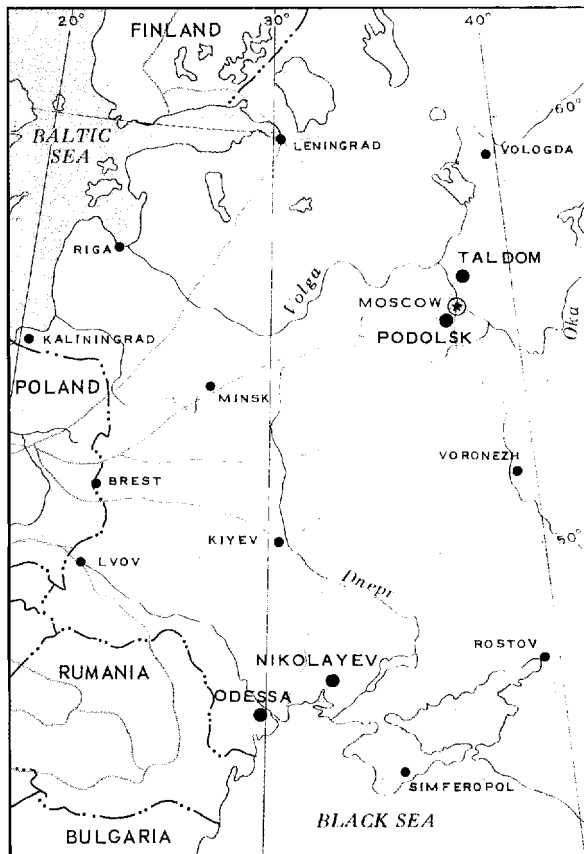 20°
30°
40°
FINLAND
60°
BALTIC
SEA
LENINGRAD
VOLOGDA
RIGA
TALDOM
Volga
MOSCOW
Oka
PODOLSK
KALININGRAD
POLAND
MINSK
VORONEZH
BREST
50°
KIYEV
LVOV
Dnepr
ROSTOV
NIKOLAYEV
RUMANIA
ODESSA
SIMFEROPOL
BLACK SEA
BULGARIA